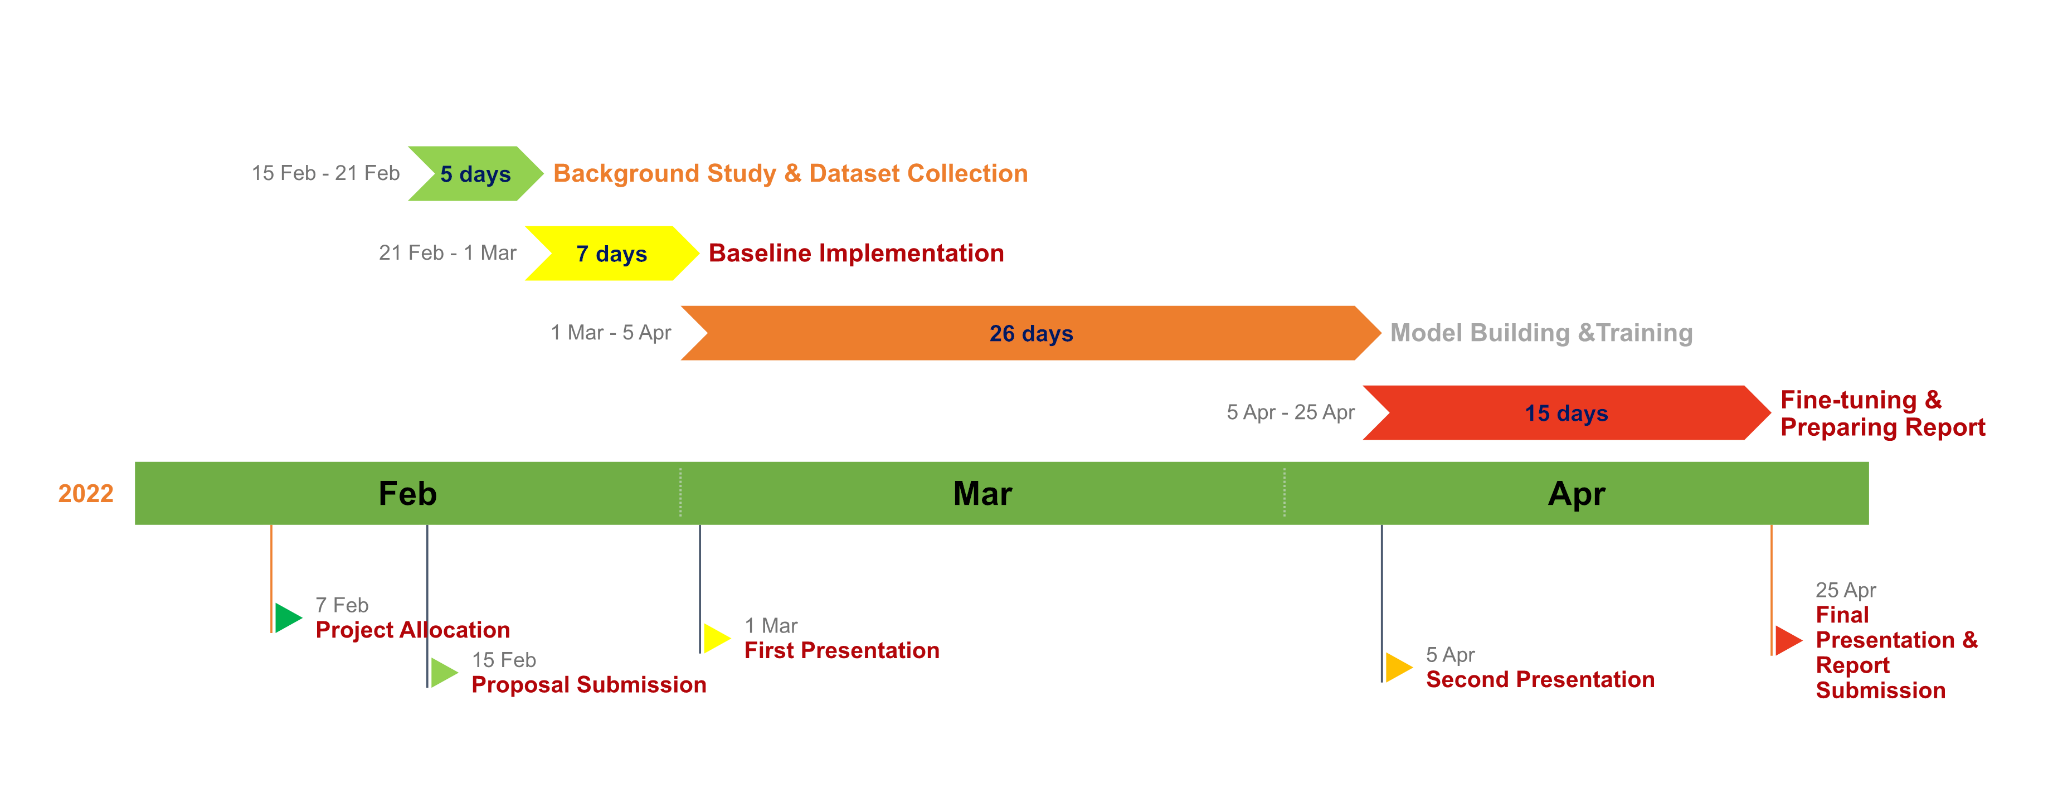 15 Feb - 21 Feb 5 days Background Study & Dataset Collection
21 Feb - 1 Mar 7 days Baseline Implementation
1 Mar - 5 Apr 26 days Model Building &Training
5 Apr - 25 Apr 15 days Fine-tuning &
Preparing Report
2022 Feb Mar Apr
7 Feb
Project Allocation
15 Feb
Proposal Submission
1 Mar
First Presentation
5 Apr
Second Presentation
25 Apr
Final
Presentation &
Report
Submission